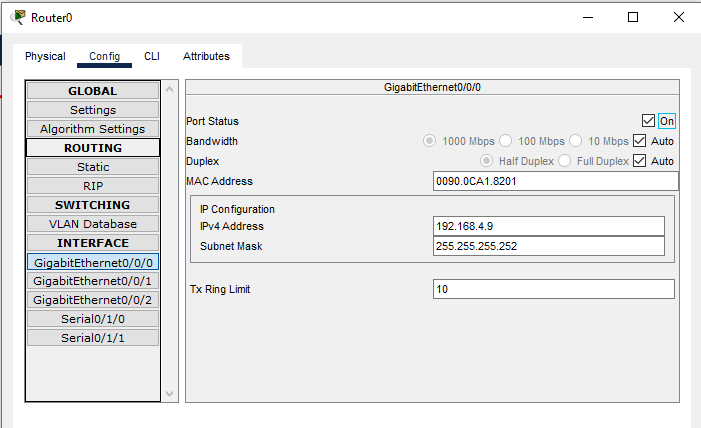 Router0
Physical Config CLI Attributes
GLOBAL
Settings
Algorithm Settings
ROUTING
Static
RIP
SWITCHING
VLAN Database
INTERFACE
GigabitEthernet0/0/0
GigabitEthernet0/0/1
GigabitEthernet0/0/2
Serial0/1/0
Serial0/1/1
GigabitEthernet0/0/0
Port Status On
Bandwidth 1000 Mbps 100 Mbps 10 Mbps Auto
Duplex Half Duplex Full Duplex Auto
MAC Address 0090.0CA1.8201
IP Configuration
IPv4 Address 192.168.4.9
Subnet Mask 255.255.255.252
Tx Ring Limit 10